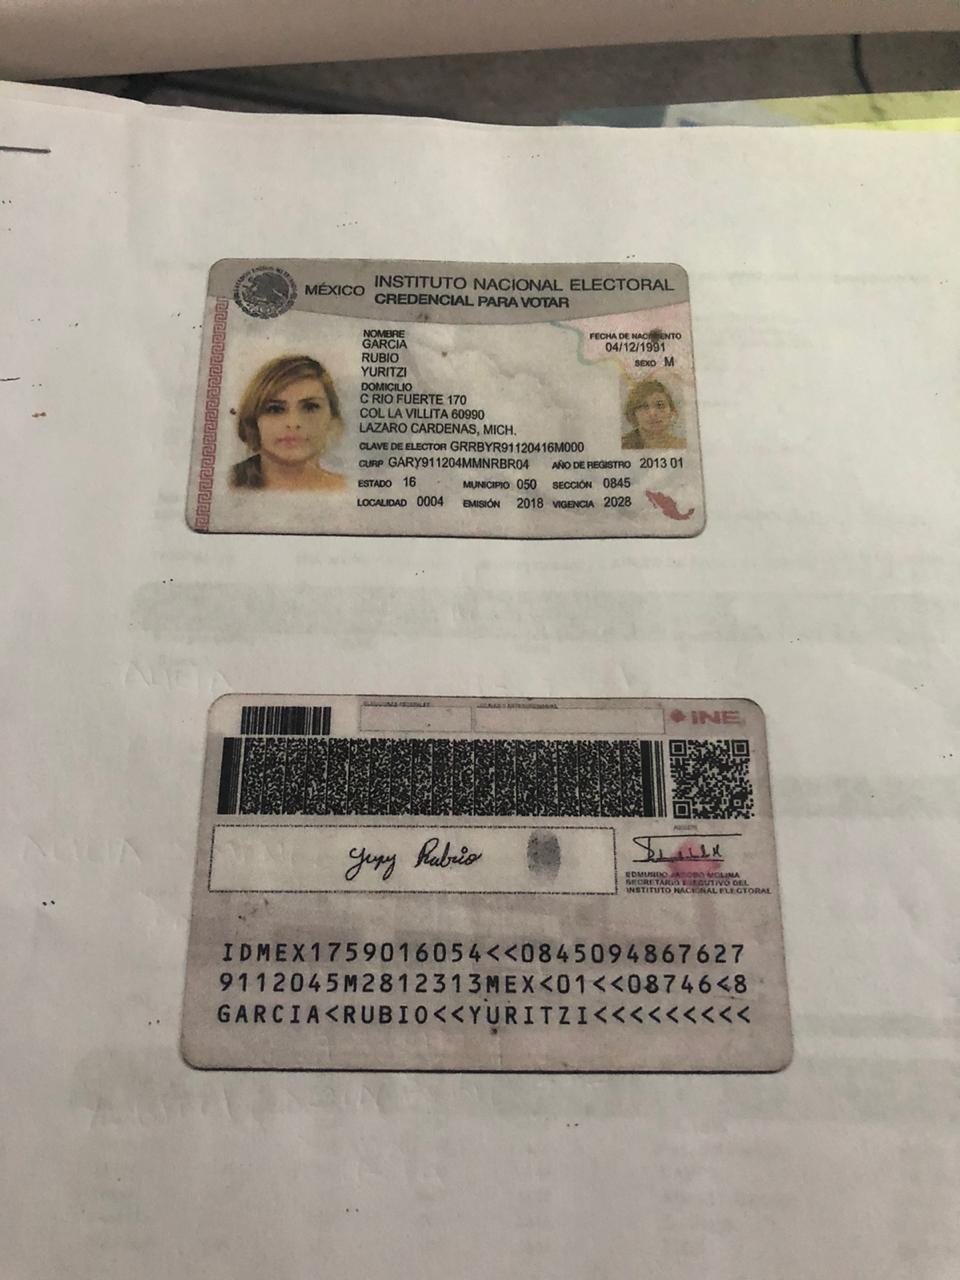 MÉXICO INSTITUTO NACIONAL ELECTORAL
CREDENCIAL PARA VOTAR
NOMBRE
GARCIA
RUBIO
YURITZI
FECHA DE NACIMIENTO
04/12/1991
SEXO M
DOMICILIO
C RIO FUERTE 170
COL LA VILLITA 60990
LAZARO CARDENAS, MICH.
CLAVE DE ELECTOR GRRBYR91120416M000
CURP GARY911204MMNRBR04 AÑO DE REGISTRO 2013 01
ESTADO 16 MUNICIPIO 050 SECCIÓN 0845
LOCALIDAD 0004 EMISIÓN 2018 VIGENCIA 2028
INE
Yury Rubio
EDMUNDO JACOBO MOLINA
SECRETARIO EJECUTIVO DEL
INSTITUTO NACIONAL ELECTORAL
IDMEX1759016054<<0845094867627
9112045M2812313MEX<01<<08746<8
GARCIA<RUBIO<<YURITZI<<<<<<<<<